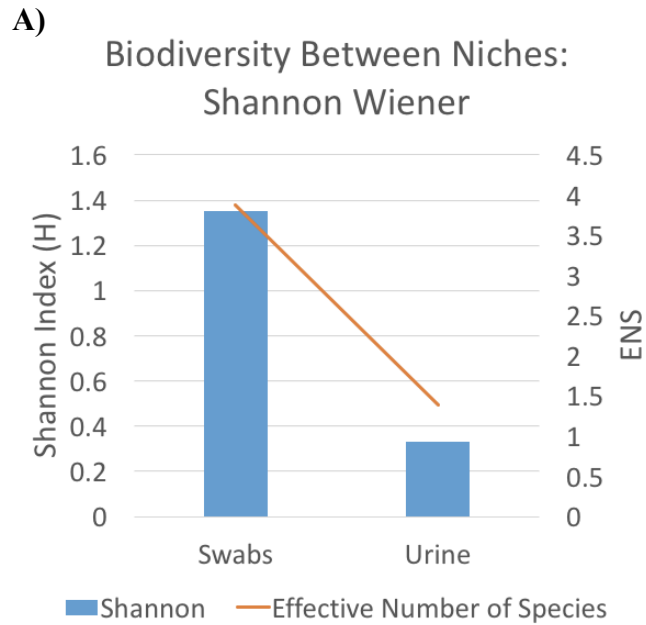 A)
Biodiversity Between Niches:
Shannon Wiener
Shannon Index (H)
1.6
1.4
1.2
1
0.8
0.6
0.4
0.2
0
4.5
4
3.5
3
2.5
2
1.5
1
0.5
0
ENS
Swabs Urine
Shannon Effective Number of Species